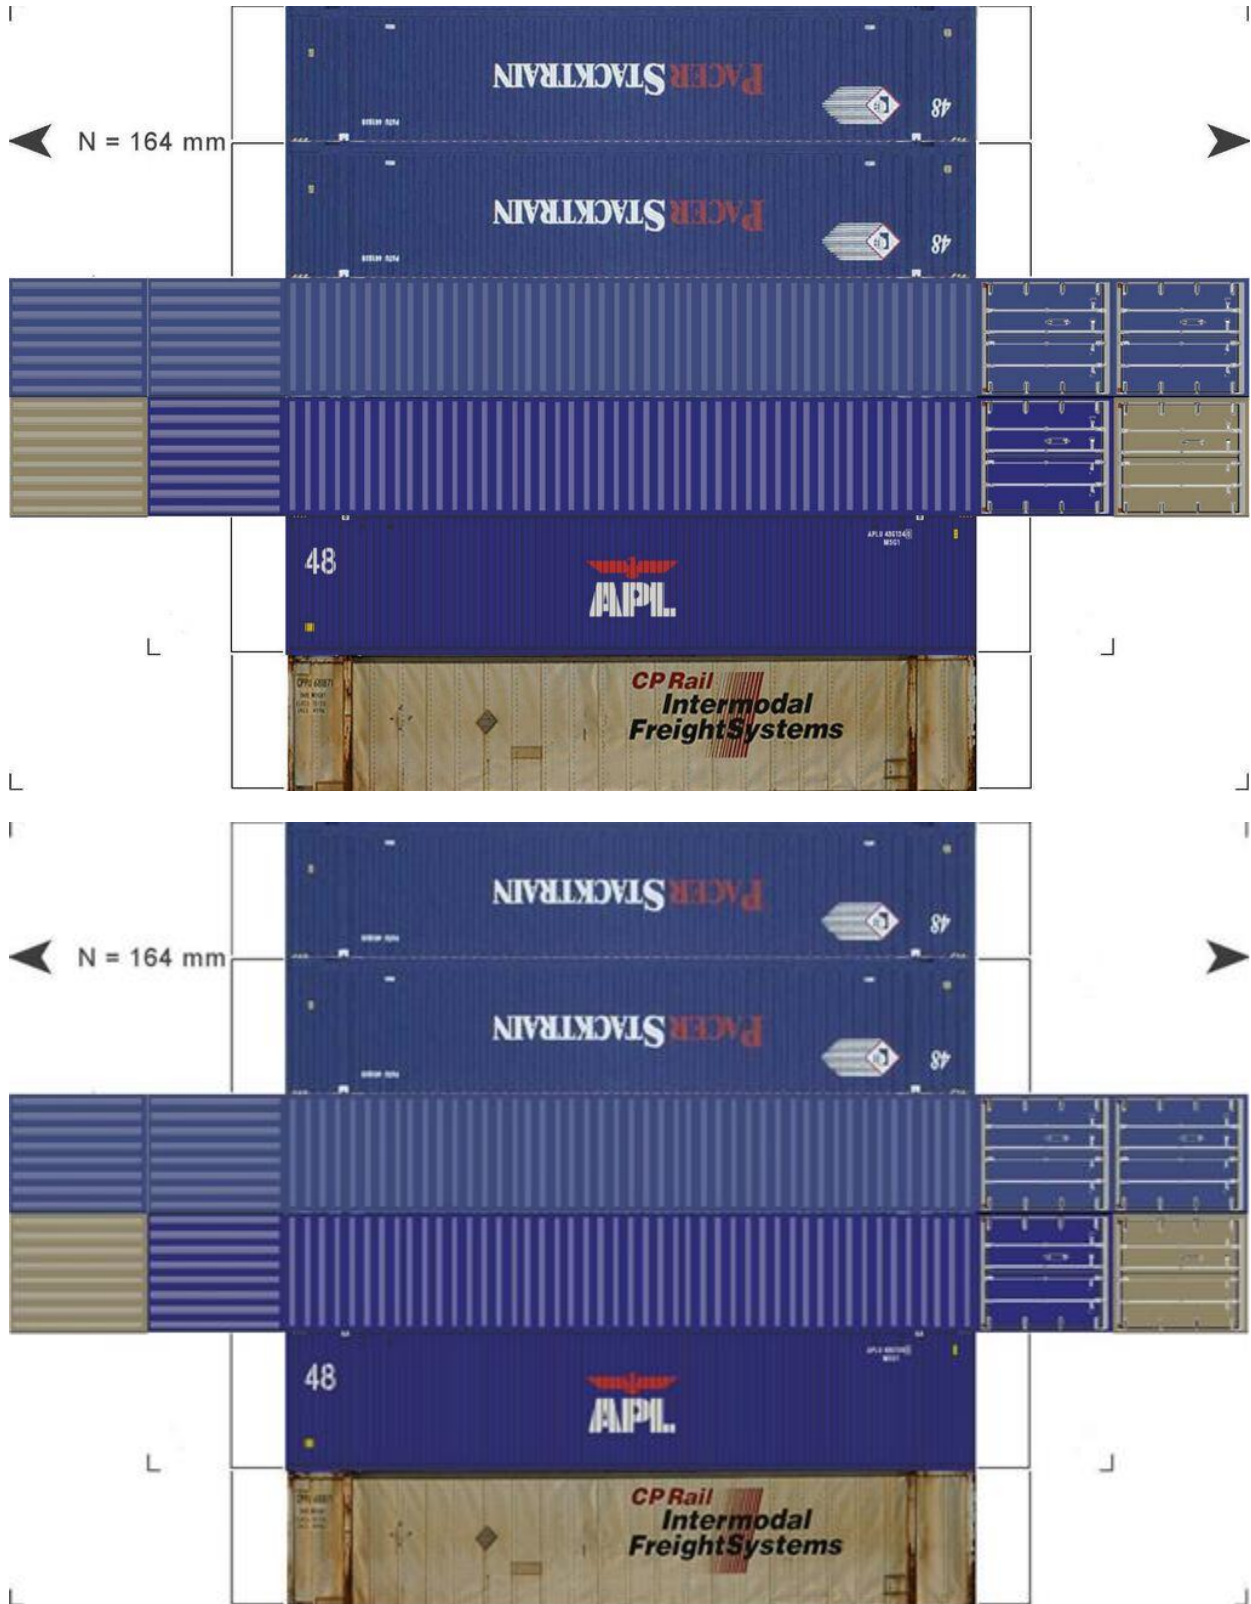 PACER STACKTRAIN
48
N = 164 mm
PACER STACKTRAIN
48
48
APL
CP Rail
Intermodal
FreightSystems
PACER STACKTRAIN
48
N = 164 mm
PACER STACKTRAIN
48
48
APL
CP Rail
Intermodal
FreightSystems